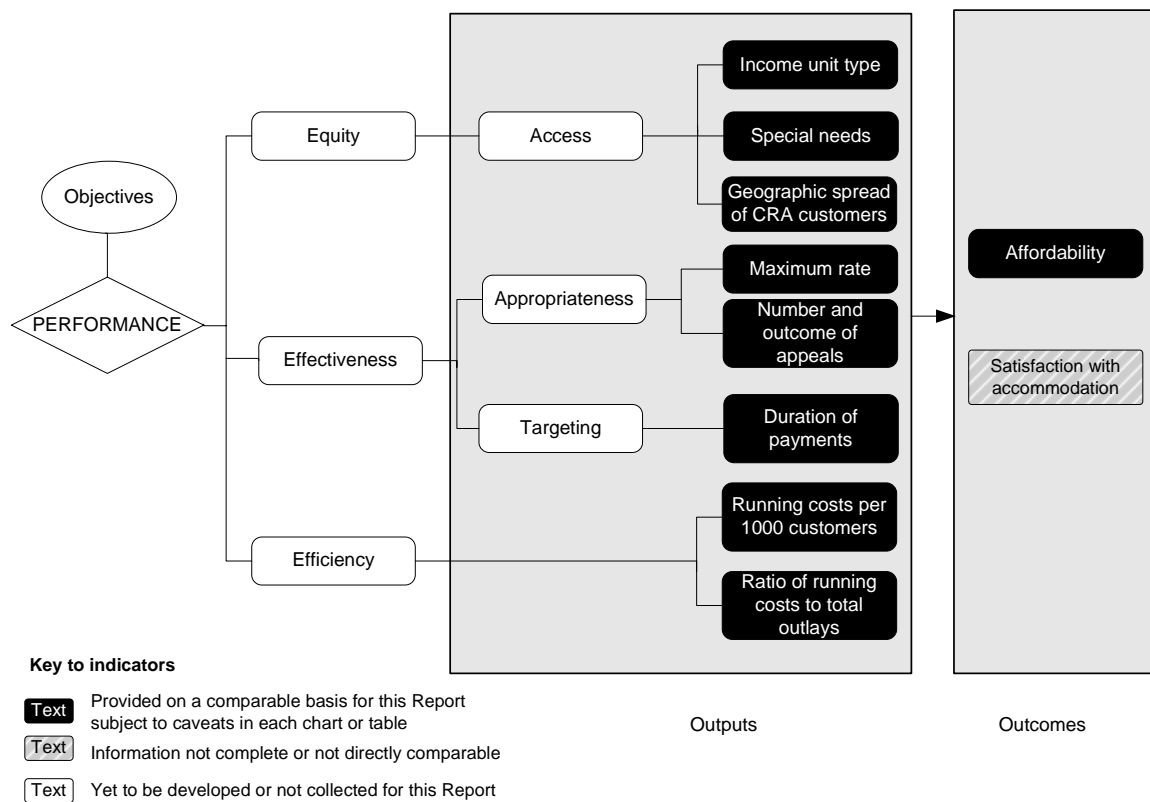 Objectives
PERFORMANCE
Equity
Access
Income unit type
Special needs
Geographic spread
of CRA customers
Effectiveness
Appropriateness
Maximum rate
Number and
outcome of
appeals
Targeting
Duration of
payments
Efficiency
Running costs per
1000 customers
Ratio of running
costs to total
outlays
Affordability
Satisfaction with
accommodation
Outputs
Outcomes
Key to indicators
Text
Provided on a comparable basis for this Report
subject to caveats in each chart or table
Text
Information not complete or not directly comparable
Text
Yet to be developed or not collected for this Report